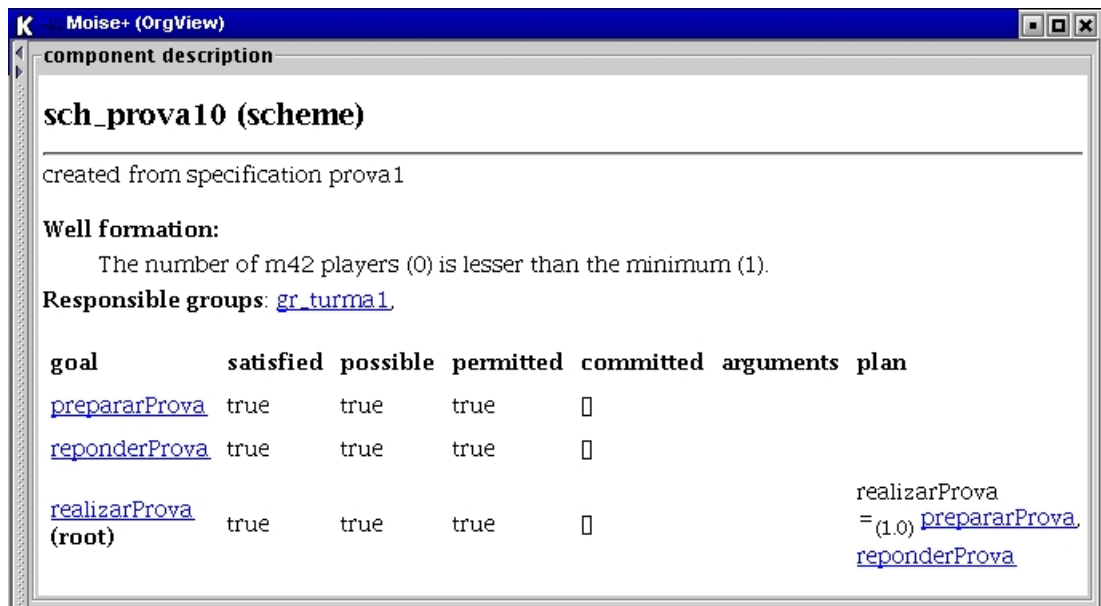 Moise+ (OrgView)
component description
sch_prova10 (scheme)
created from specification prova1
Well formation:
The number of m42 players (0) is lesser than the minimum (1).
Responsible groups: gr_turma1,
goal satisfied possible permitted committed arguments plan
prepararProva true true true []
reponderProva true true true []
realizarProva
(root) true true true []
realizarProva
=(1.0) prepararProva,
reponderProva